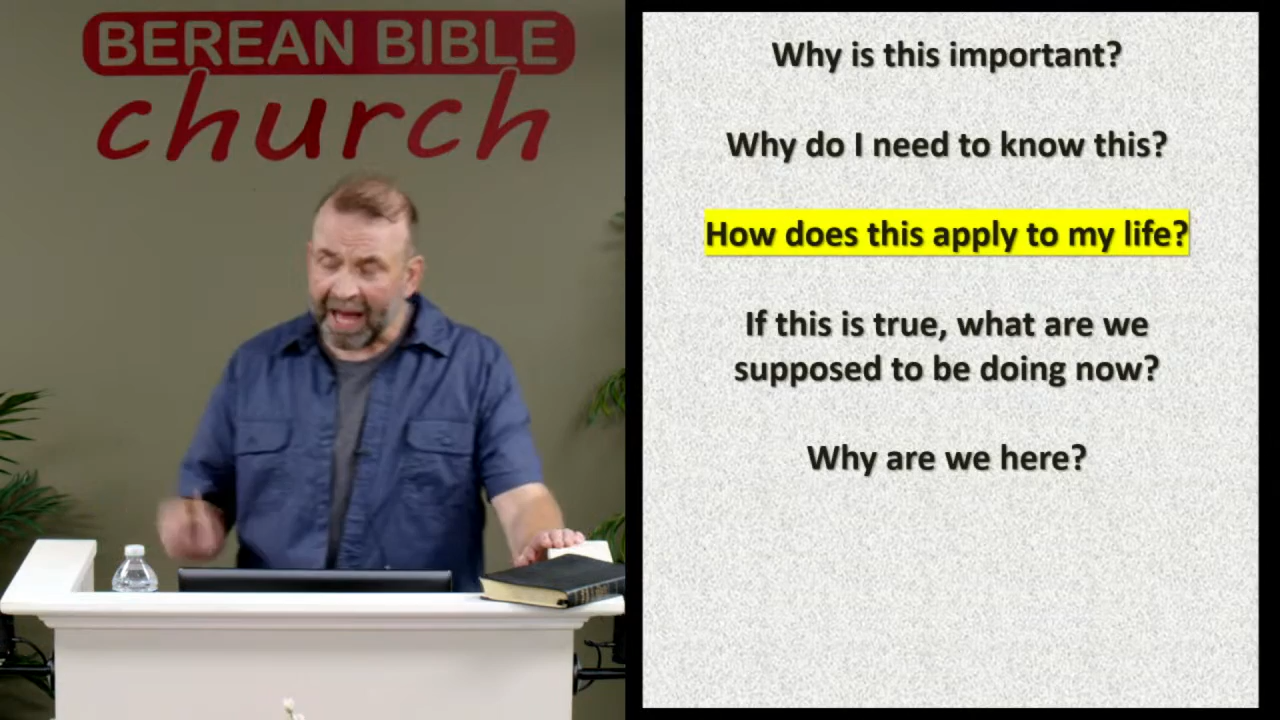 BEREAN BIBLE
church
Why is this important?
Why do I need to know this?
How does this apply to my life?
If this is true, what are we
supposed to be doing now?
Why are we here?